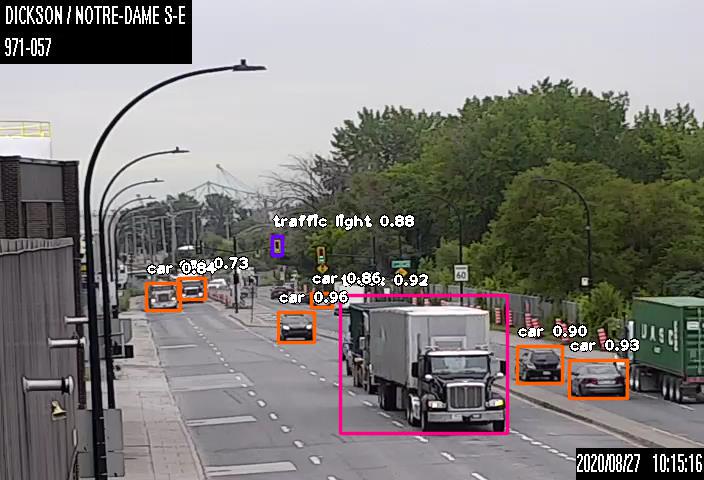 DICKSON / NOTRE-DAME S-E
971-057
traffic light 0.88
car 0.84
0.73
car 0.86
0.92
car 0.96
60
car 0.90
car 0.93
2020/08/27 10:15:16